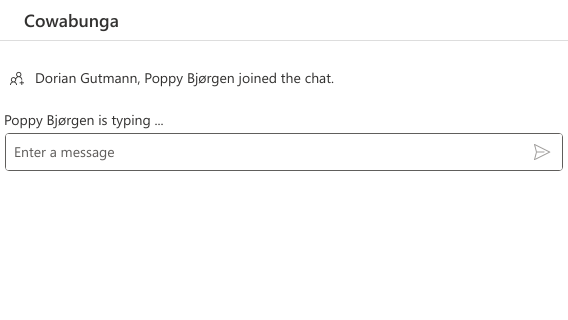 Cowabunga
Dorian Gutmann, Poppy Bjørgen joined the chat.
Poppy Bjørgen is typing ...
Enter a message